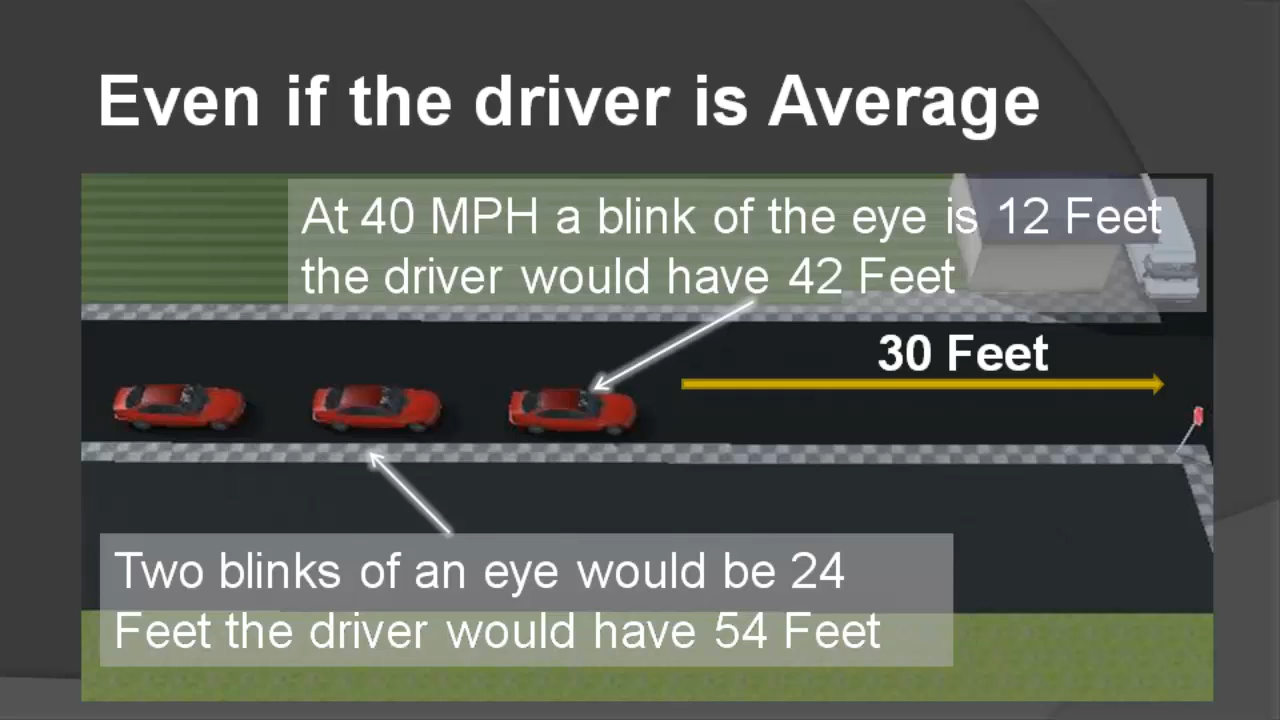 Even if the driver is Average
At 40 MPH a blink of the eye is 12 Feet
the driver would have 42 Feet
30 Feet
Two blinks of an eye would be 24
Feet the driver would have 54 Feet